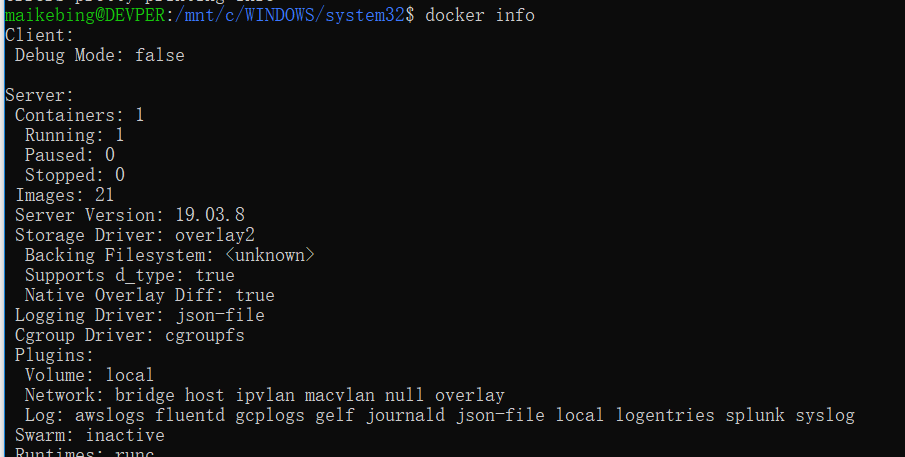 maikebing@DEVPER:/mnt/c/WINDOWS/system32$ docker info
Client:
 Debug Mode: false

Server:
 Containers: 1
  Running: 1
  Paused: 0
  Stopped: 0
 Images: 21
 Server Version: 19.03.8
 Storage Driver: overlay2
  Backing Filesystem: <unknown>
  Supports d_type: true
  Native Overlay Diff: true
 Logging Driver: json-file
 Cgroup Driver: cgroupfs
 Plugins:
  Volume: local
  Network: bridge host ipvlan macvlan null overlay
  Log: awslogs fluentd gcplogs gelf journald json-file local logentries splunk syslog
 Swarm: inactive
 Runtimes: runc